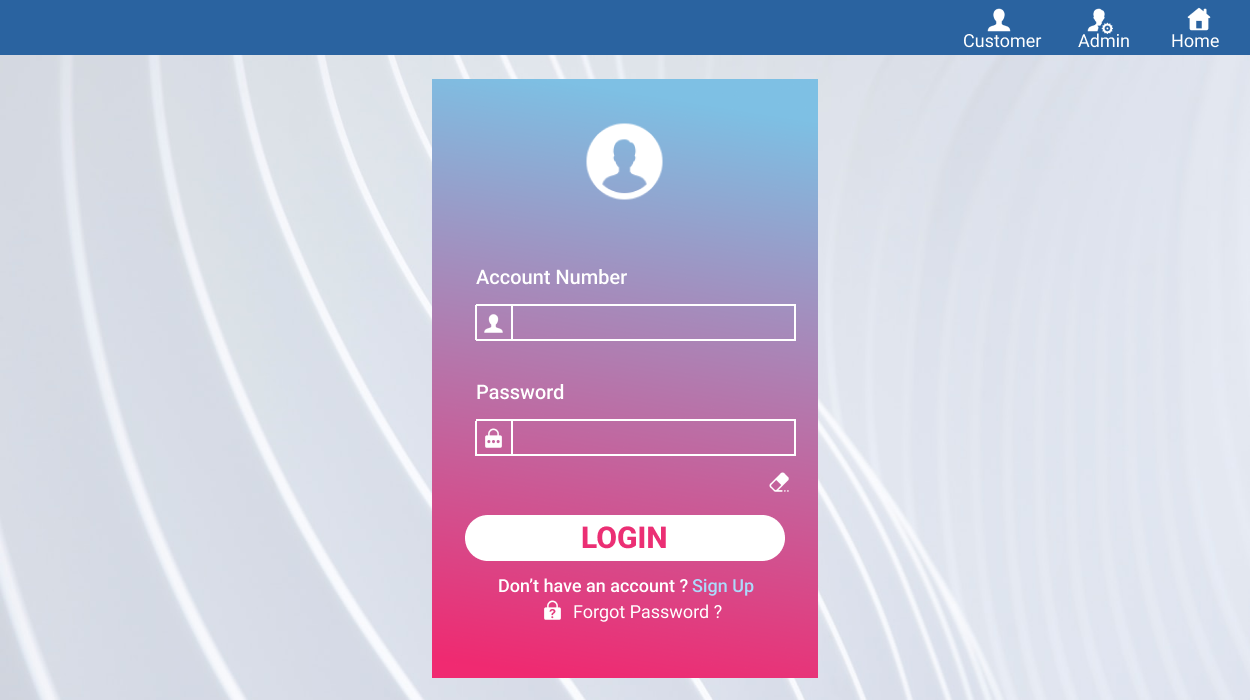 Customer Admin Home
Account Number
Password
LOGIN
Don't have an account ? Sign Up
Forgot Password ?